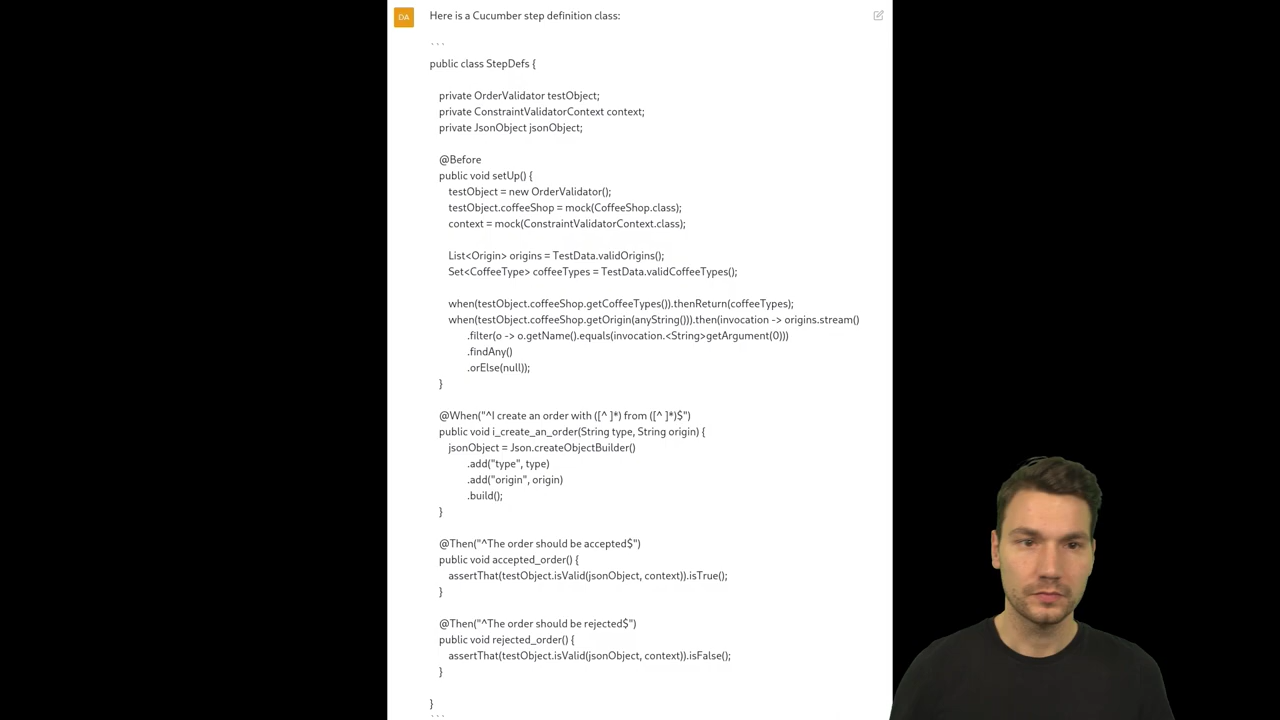 DA
Here is a Cucumber step definition class:
```
public class StepDefs {
private OrderValidator testObject;
private ConstraintValidatorContext context;
private JsonObject jsonObject;
@Before
public void setUp() {
testObject = new OrderValidator();
testObject.coffeeShop = mock(CoffeeShop.class);
context = mock(ConstraintValidatorContext.class);
List<Origin> origins = TestData.validOrigins();
Set<CoffeeType> coffeeTypes = TestData.validCoffeeTypes();
when(testObject.coffeeShop.getCoffeeTypes()).thenReturn(coffeeTypes);
when(testObject.coffeeShop.getOrigin(anyString())).then(invocation -> origins.stream()
.filter(o -> o.getName().equals(invocation.<String>getArgument(0)))
.findAny()
.orElse(null));
}
@When("^I create an order with ([^ ]*) from ([^ ]*)$")
public void i_create_an_order(String type, String origin) {
jsonObject = Json.createObjectBuilder()
.add("type", type)
.add("origin", origin)
.build();
}
@Then("^The order should be accepted$")
public void accepted_order() {
assertThat(testObject.isValid(jsonObject, context)).isTrue();
}
@Then("^The order should be rejected$")
public void rejected_order() {
assertThat(testObject.isValid(jsonObject, context)).isFalse();
}
}
```